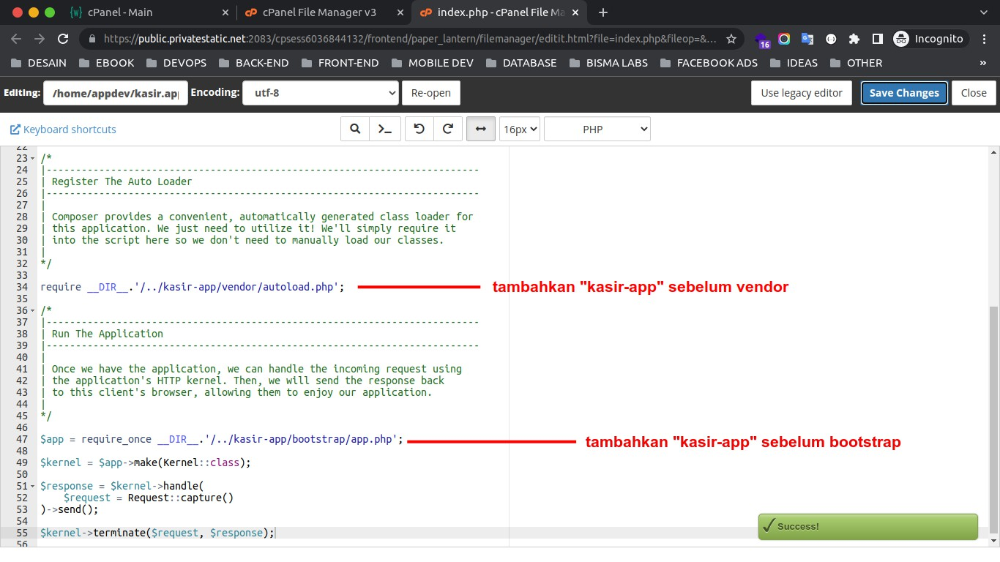 cPanel - Main
cPanel File Manager v3
index.php - cPanel File Ma
https://public.privatestatic.net:2083/cpsess6036844132/frontend/paper_lantern/filemanager/editit.html?file=index.php&fileop=&...
16
Incognito
DESAIN EBOOK DEVOPS BACK-END FRONT-END MOBILE DEV DATABASE BISMA LABS FACEBOOK ADS IDEAS OTHER »
Editing: /home/appdev/kasir.ap Encoding: utf-8 Re-open Use legacy editor Save Changes Close
Keyboard shortcuts 16px PHP
22
23 /*
24 |--------------------------------------------------------------------------
25 | Register The Auto Loader
26 |--------------------------------------------------------------------------
27 |
28 | Composer provides a convenient, automatically generated class loader for
29 | this application. We just need to utilize it! We'll simply require it
30 | into the script here so we don't need to manually load our classes.
31 |
32 */
33
34 require __DIR__.'/../kasir-app/vendor/autoload.php'; tambahkan "kasir-app" sebelum vendor
35
36 /*
37 |--------------------------------------------------------------------------
38 | Run The Application
39 |--------------------------------------------------------------------------
40 |
41 | Once we have the application, we can handle the incoming request using
42 | the application's HTTP kernel. Then, we will send the response back
43 | to this client's browser, allowing them to enjoy our application.
44 |
45 */
46
47 $app = require_once __DIR__.'/../kasir-app/bootstrap/app.php'; tambahkan "kasir-app" sebelum bootstrap
48
49 $kernel = $app->make(Kernel::class);
50
51 $response = $kernel->handle(
52     $request = Request::capture()
53 )->send();
54
55 $kernel->terminate($request, $response);
56
Success!